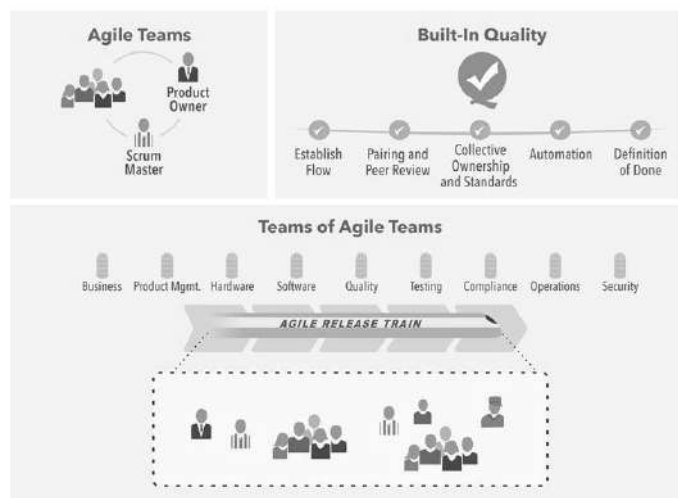 Agile Teams
Product
Owner
Scrum
Master
Built-In Quality
Establish
Flow
Pairing and
Peer Review
Collective
Ownership
and Standards
Automation
Definition
of Done
Teams of Agile Teams
Business
Product Mgmt.
Hardware
Software
Quality
Testing
Compliance
Operations
Security
AGILE RELEASE TRAIN